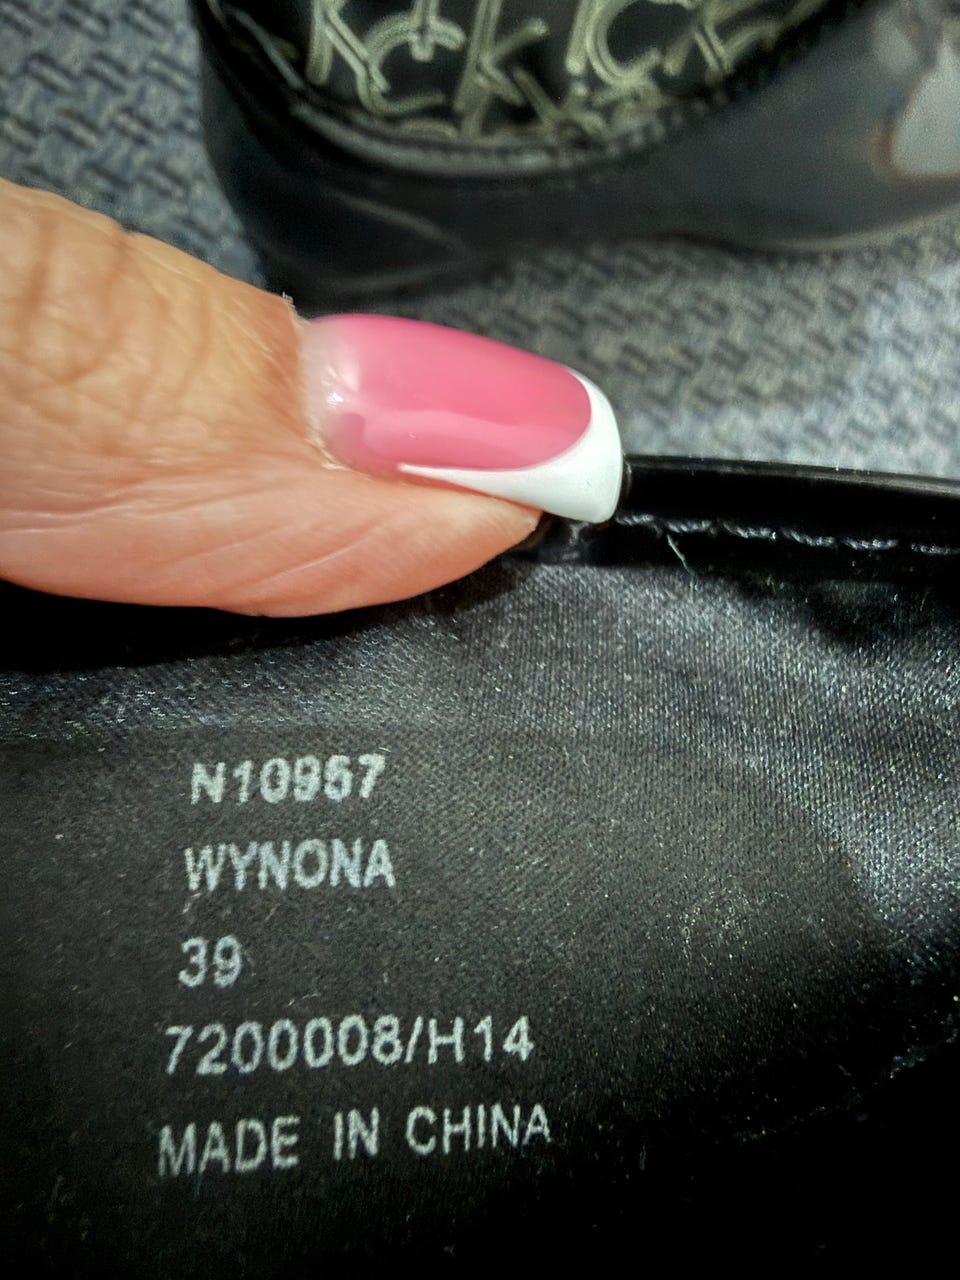 N10957
WYNONA
39
7200008/H14
MADE IN CHINA